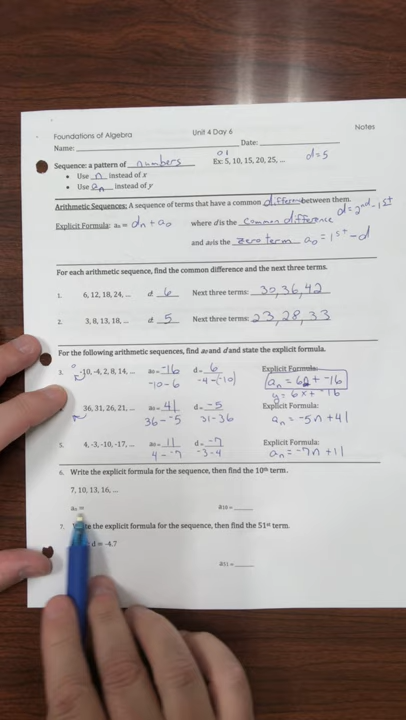 Foundations of Algebra Unit 4 Day 6 Notes
Name: Date:
Sequence: a pattern of numbers Ex: 5, 10, 15, 20, 25, ... d=5
0 1
• Use n instead of x
• Use an instead of y
Arithmetic Sequences: A sequence of terms that have a common difference between them.
d=2nd-1st
Explicit Formula: an = dn + a0 where d is the common difference
and a0 is the zero term a0 = 1st - d
For each arithmetic sequence, find the common difference and the next three terms.
1. 6, 12, 18, 24, ... d: 6 Next three terms: 30, 36, 42
2. 3, 8, 13, 18, ... d: 5 Next three terms: 23, 28, 33
For the following arithmetic sequences, find a0 and d and state the explicit formula.
3. -10, -4, 2, 8, 14, ... a0= -16 d= 6 Explicit Formula:
-10-6 -4-(-10) an = 6n + -16
y = 6x + -16
36, 31, 26, 21, ... a0= 41 d= -5 Explicit Formula:
36--5 31-36 an = -5n + 41
5. 4, -3, -10, -17, ... a0= 11 d= -7 Explicit Formula:
4--7 -3-4 an = -7n + 11
6. Write the explicit formula for the sequence, then find the 10th term.
7, 10, 13, 16, ...
an = a10 =
7. the explicit formula for the sequence, then find the 51st term.
d = -4.7
a51 =